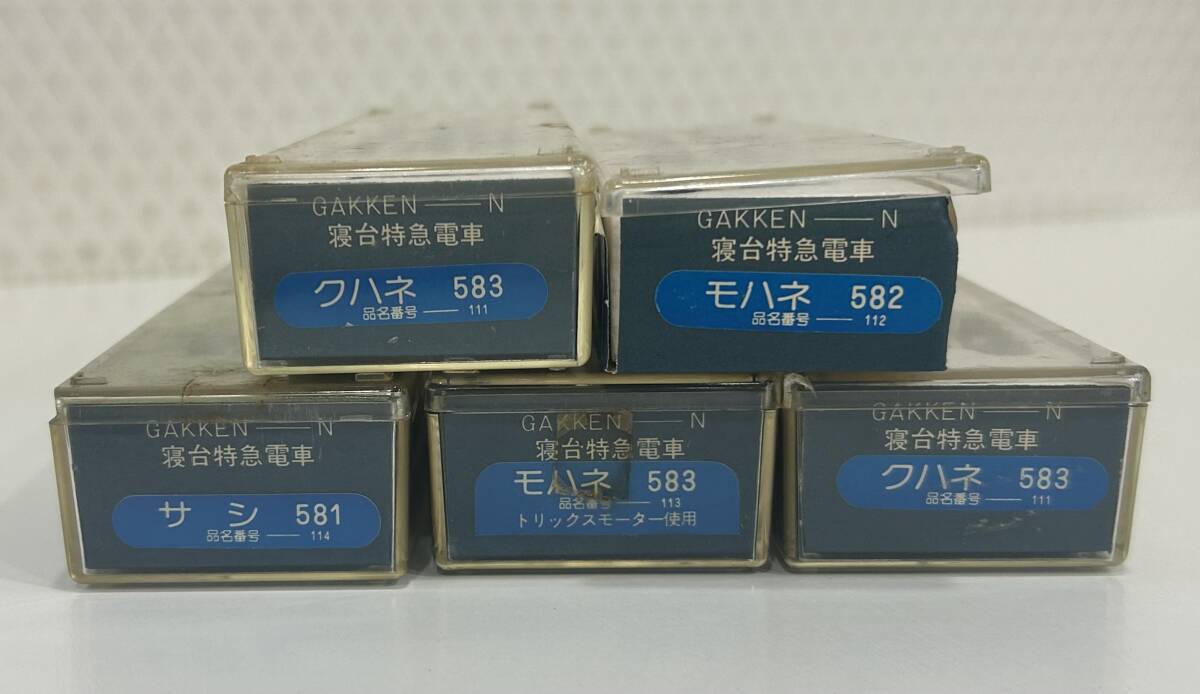 GAKKEN — N
寝台特急電車
クハネ 583
品名番号 — 111
GAKKEN — N
寝台特急電車
モハネ 582
品名番号 — 112
GAKKEN — N
寝台特急電車
サシ 581
品名番号 — 114
GAKKEN — N
寝台特急電車
モハネ 583
品名番号 — 113
トリックスモーター使用
GAKKEN — N
寝台特急電車
クハネ 583
品名番号 — 111